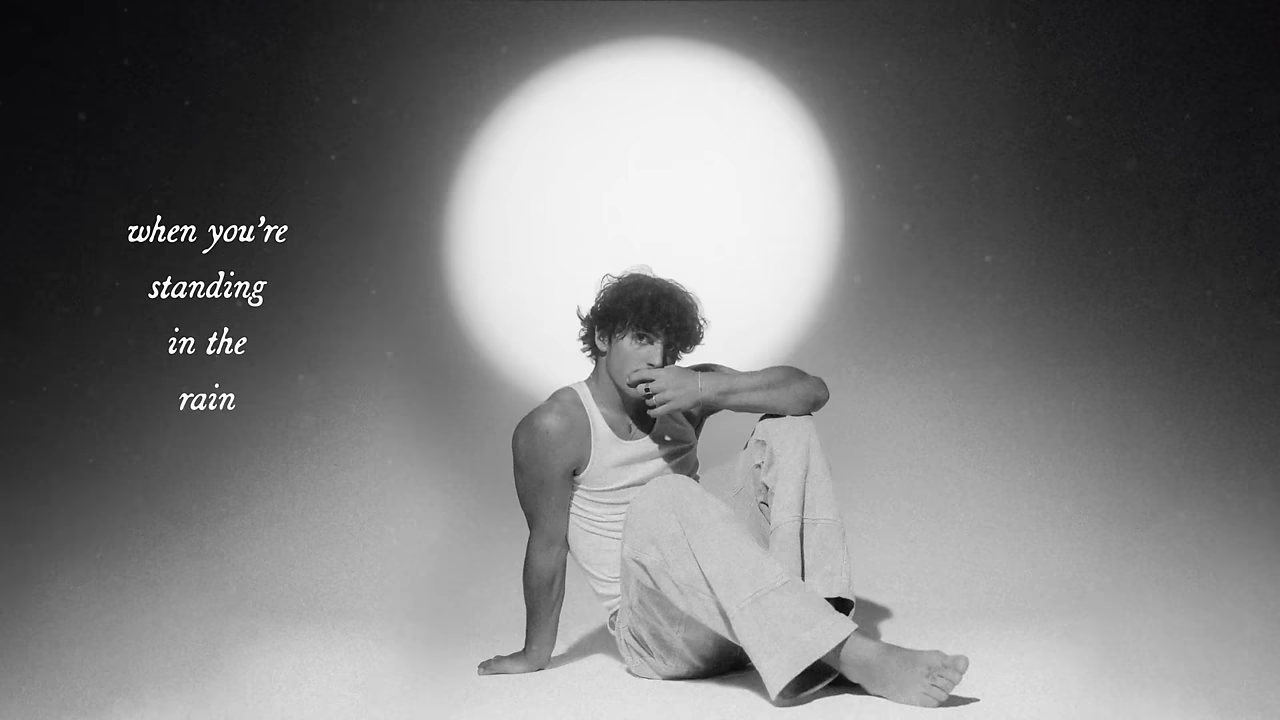 when you're
standing
in the
rain